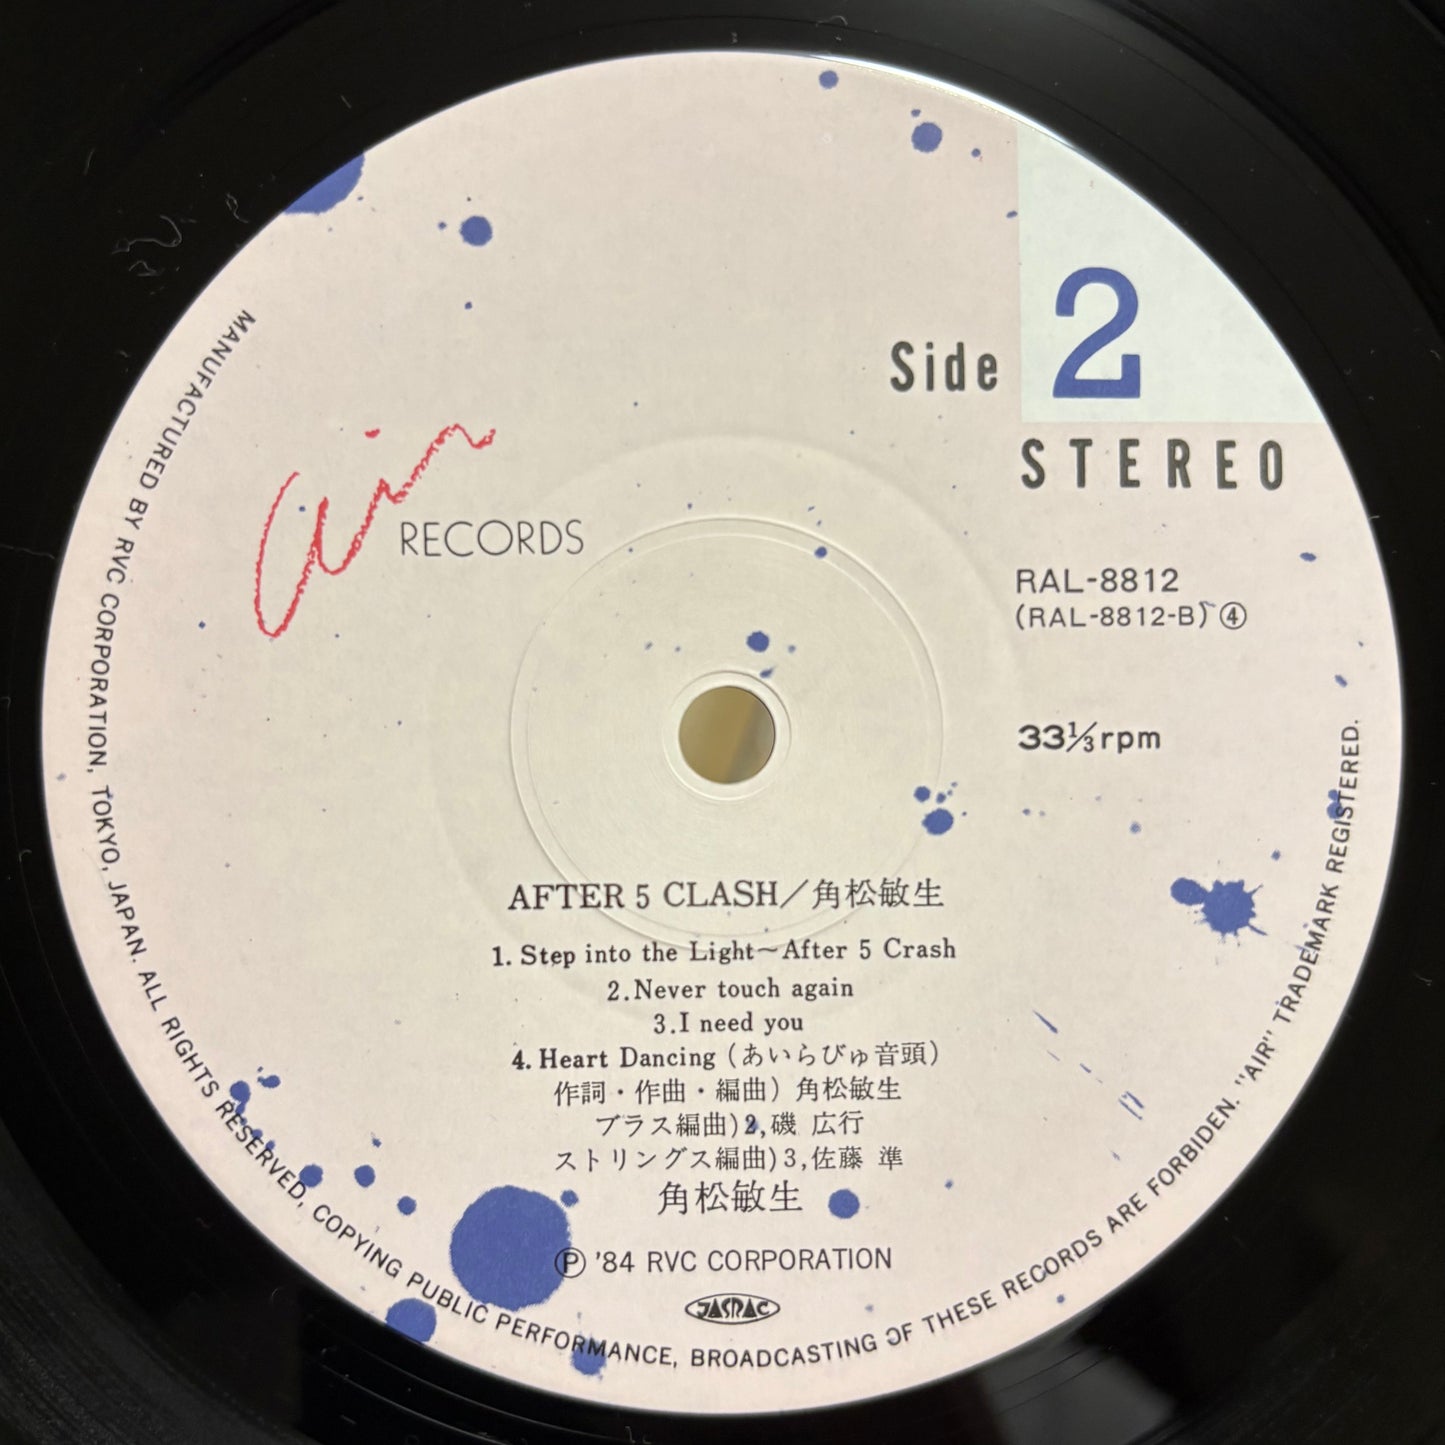 Side 2
STEREO
air RECORDS
RAL-8812
(RAL-8812-B) ④
33⅓rpm
AFTER 5 CLASH／角松敏生
1. Step into the Light〜After 5 Crash
2. Never touch again
3. I need you
4. Heart Dancing (あいらびゅ音頭)
作詞・作曲・編曲) 角松敏生
ブラス編曲) 2, 磯 広行
ストリングス編曲) 3, 佐藤 準
角松敏生
Ⓟ '84 RVC CORPORATION
JASRAC
MANUFACTURED BY RVC CORPORATION, TOKYO, JAPAN. ALL RIGHTS RESERVED, COPYING PUBLIC PERFORMANCE, BROADCASTING OF THESE RECORDS ARE FORBIDEN. "AIR" TRADEMARK REGISTERED.